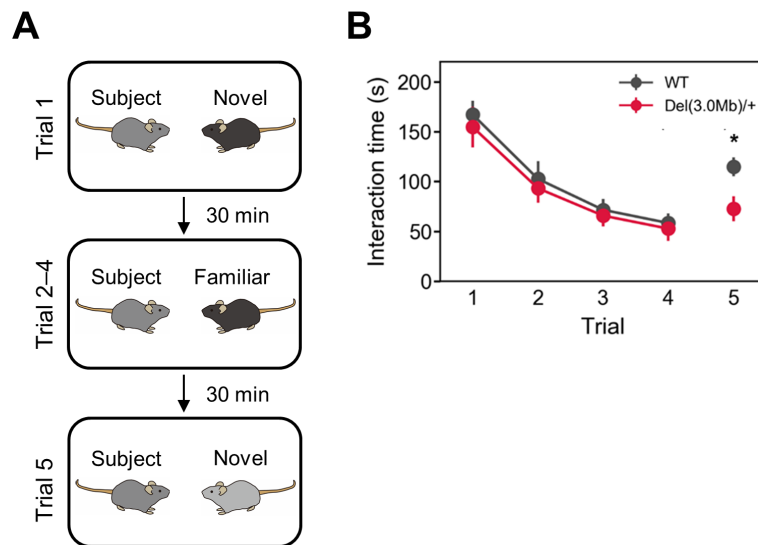 A
Trial 1
Subject Novel
30 min
Trial 2–4
Subject Familiar
30 min
Trial 5
Subject Novel
B
Interaction time (s)
200
150
100
50
0
WT
Del(3.0Mb)/+
*
1 2 3 4 5
Trial